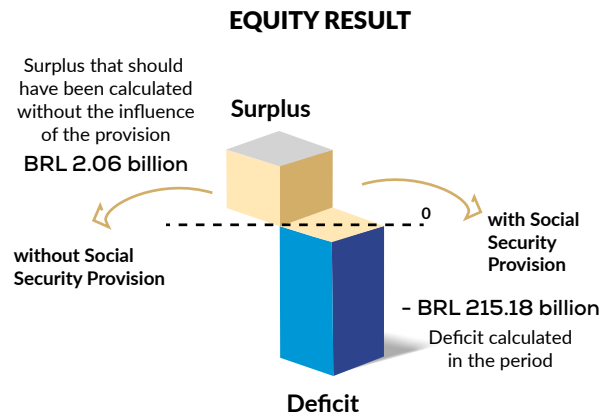 EQUITY RESULT
Surplus that should
have been calculated
without the influence
of the provision
BRL 2.06 billion
Surplus
0
without Social
Security Provision
with Social
Security
Provision
- BRL 215.18 billion
Deficit calculated
in the period
Deficit